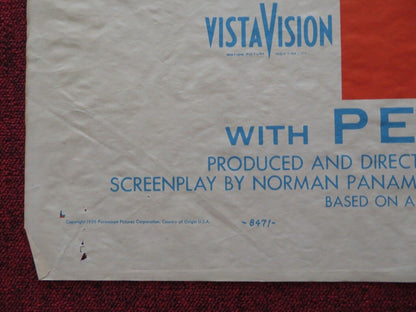 VISTAVISION
MOTION PICTURE HIGH-FIDELITY
WITH PE
PRODUCED AND DIRECT
SCREENPLAY BY NORMAN PANAM
BASED ON A
Copyright 1959 Paramount Pictures Corporation, Country of Origin U.S.A.
-8471-